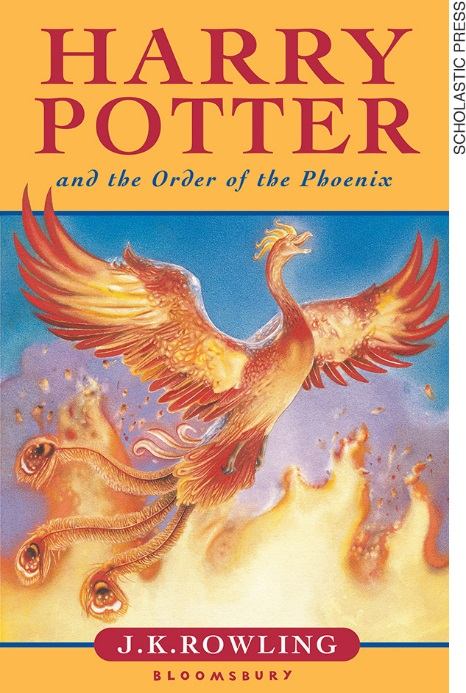 HARRY
POTTER
and the Order of the Phoenix
J.K.ROWLING
BLOOMSBURY
SCHOLASTIC PRESS